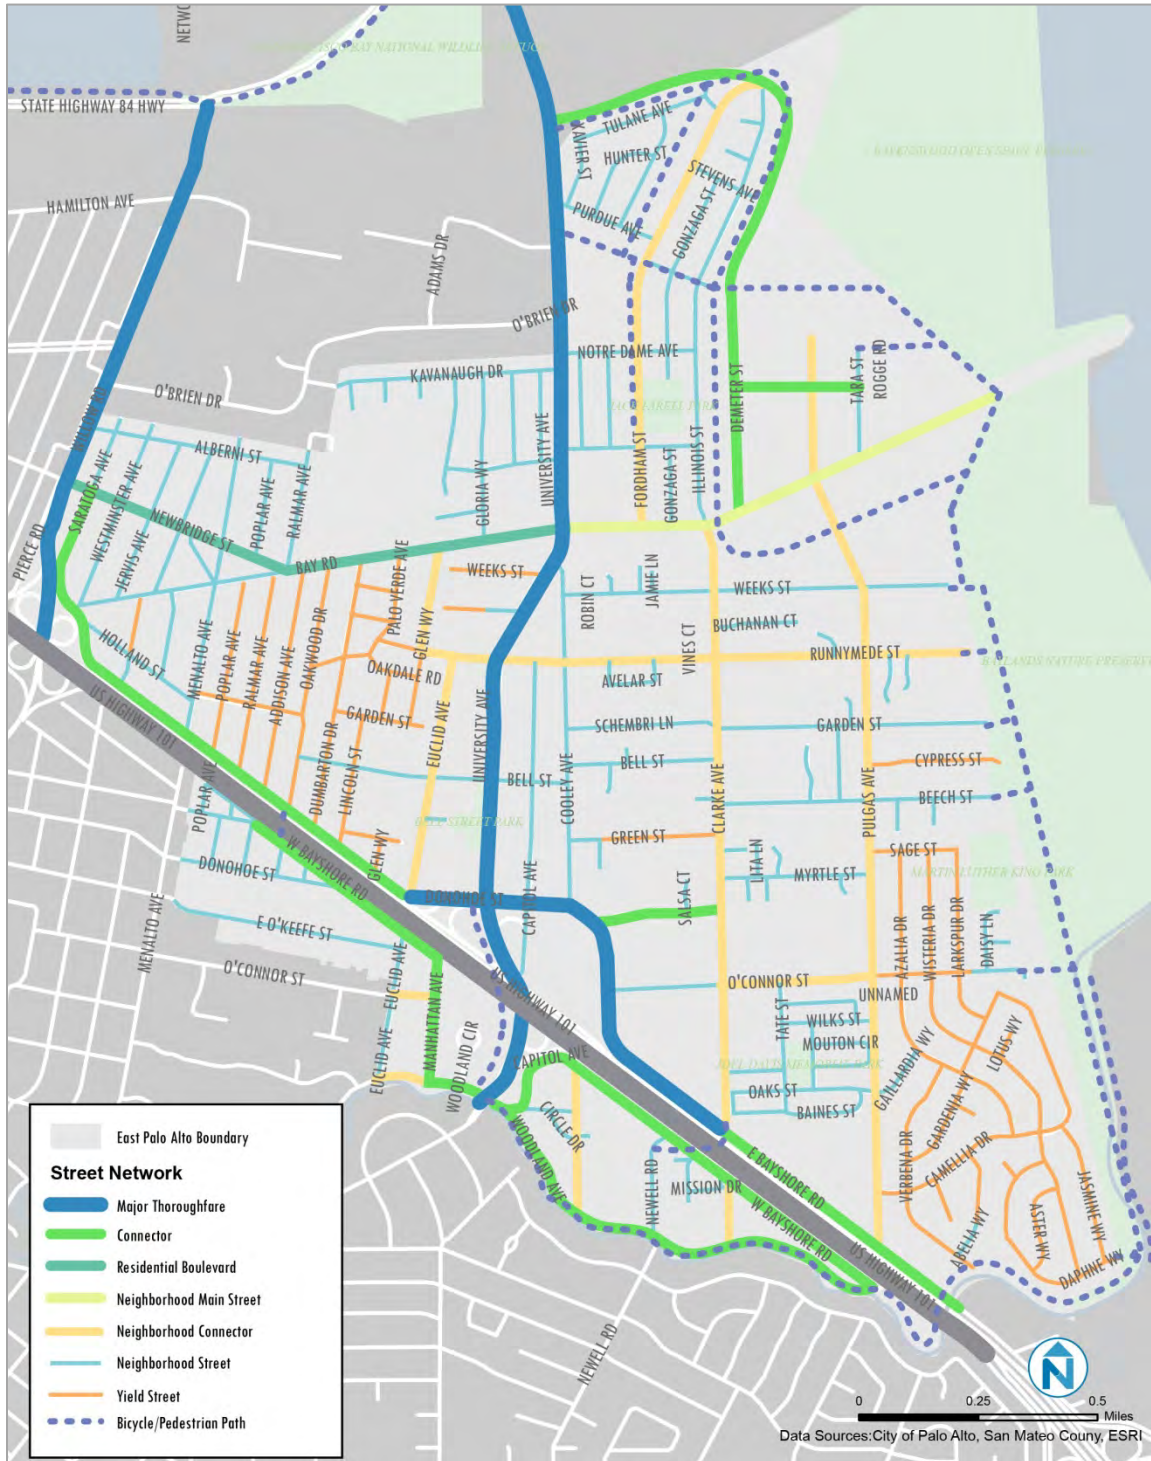 NETWO
STATE HIGHWAY 84 HWY
TULANE AVE
XAVIER ST
HUNTER ST
STEVENS AVE
HAMILTON AVE
PURDUE AVE
GONZAGA ST
ADAMS DR
O'BRIEN DR
NOTRE DAME AVE
KAVANAUGH DR
DEMETER ST
TARA ST
ROGGE RD
O'BRIEN DR
WILLOW RD
ALBERNI ST
SARATOGA AVE
WESTMINSTER AVE
UNIVERSITY AVE
FORDHAM ST
GONZAGA ST
ILLINOIS ST
POPLAR AVE
RALMAR AVE
GLORIA WY
NEWBRIDGE ST
JERVIS AVE
PIERCE RD
BAY RD
PALO VERDE AVE
WEEKS ST
ROBIN CT
JAMIE LN
WEEKS ST
BUCHANAN CT
HOLLAND ST
MENALTO AVE
POPLAR AVE
RALMAR AVE
ADDISON AVE
OAKWOOD DR
GLEN WY
OAKDALE RD
VINES CT
RUNNYMEDE ST
AVELAR ST
US HIGHWAY 101
GARDEN ST
EUCLID AVE
UNIVERSITY AVE
SCHEMBRI LN
GARDEN ST
DUMBARTON DR
LINCOLN ST
BELL ST
COOLEY AVE
BELL ST
CYPRESS ST
POPLAR AVE
CLARKE AVE
PULGAS AVE
BEECH ST
GREEN ST
W BAYSHORE RD
GLEN WY
SAGE ST
MARTIN LUTHER KING PARK
DONOHOE ST
LITA LN
MYRTLE ST
DONOHOE ST
CAPITOL AVE
SALSA CT
MENALTO AVE
E O'KEEFE ST
AZALIA DR
WISTERIA DR
LARKSPUR DR
DAISY LN
O'CONNOR ST
EUCLID AVE
MANHATTAN AVE
US HIGHWAY 101
O'CONNOR ST
UNNAMED
TATE ST
WILKS ST
MOUTON CIR
EUCLID AVE
WOODLAND CIR
CAPITOL AVE
GAILLARDIA WY
LOTUS WY
OAKS ST
BAINES ST
GARDENIA WY
CIRCLE DR
WOODLAND AVE
E BAYSHORE RD
VERBENA DR
CAMELLIA DR
NEWELL RD
MISSION DR
W BAYSHORE RD
JASMINE WY
ASTER WY
ABELIA WY
US HIGHWAY 101
DAPHNE WY
NEWELL RD
East Palo Alto Boundary
Street Network
Major Thoroughfare
Connector
Residential Boulevard
Neighborhood Main Street
Neighborhood Connector
Neighborhood Street
Yield Street
Bicycle/Pedestrian Path
N
0 0.25 0.5
Miles
Data Sources:City of Palo Alto, San Mateo Couny, ESRI